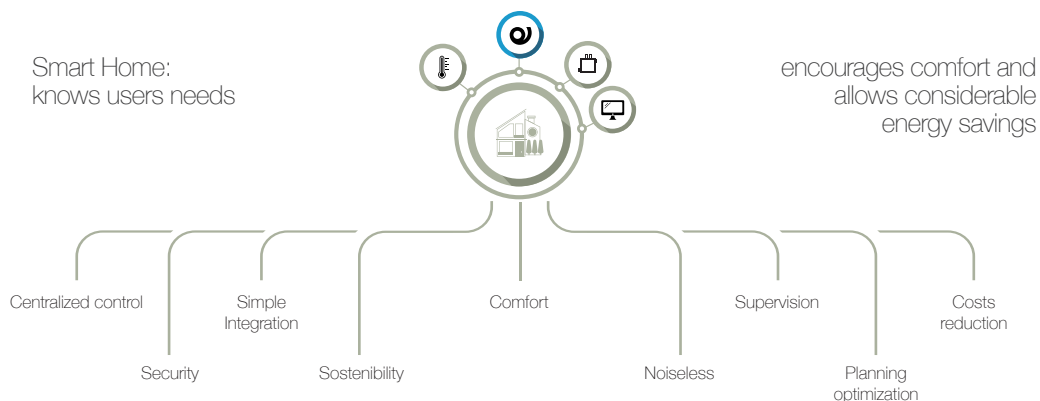 Smart Home:
knows users needs
encourages comfort and
allows considerable
energy savings
Centralized control
Simple
Integration
Comfort
Supervision
Costs
reduction
Security
Sostenibility
Noiseless
Planning
optimization